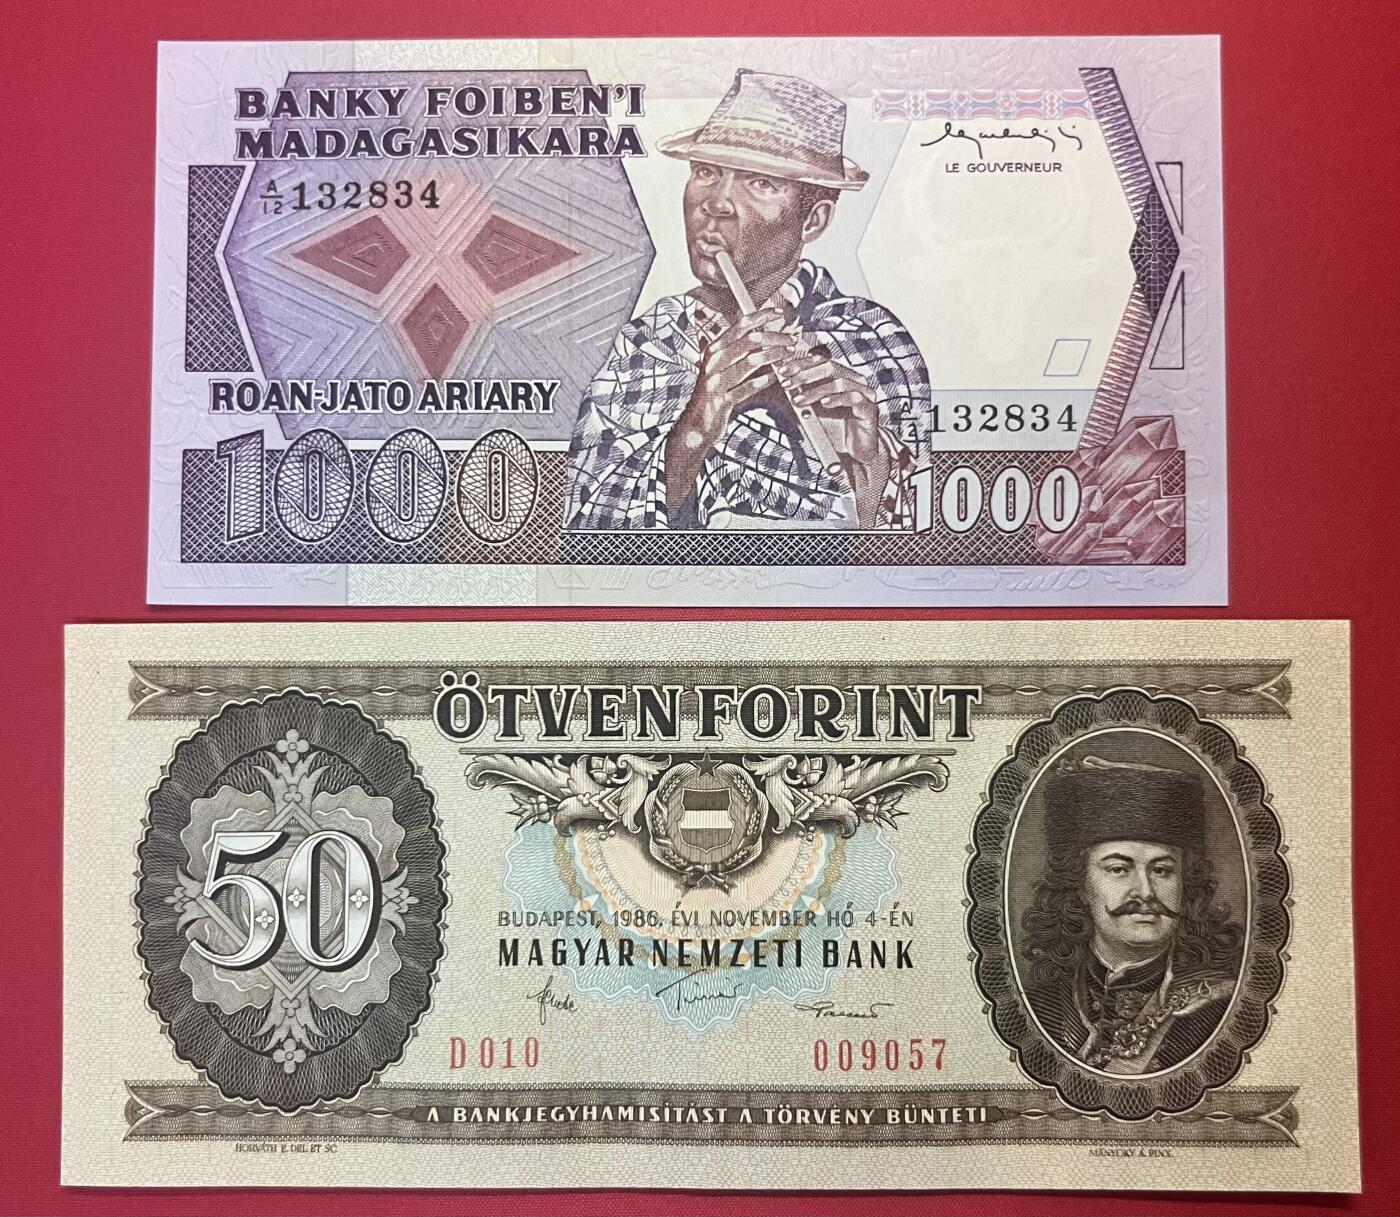 BANKY FOIBEN'I
MADAGASIKARA
A/12 132834
LE GOUVERNEUR
ROAN-JATO ARIARY
A/12 132834
1000
1000
ÖTVEN FORINT
50
BUDAPEST, 1986. ÉVI NOVEMBER HÓ 4-ÉN
MAGYAR NEMZETI BANK
D 010 009057
A BANKJEGYHAMISÍTÁST A TÖRVÉNY BÜNTETI
HORVÁTH E. DEL ET SC.
MÁNYOKY Á. PINX.